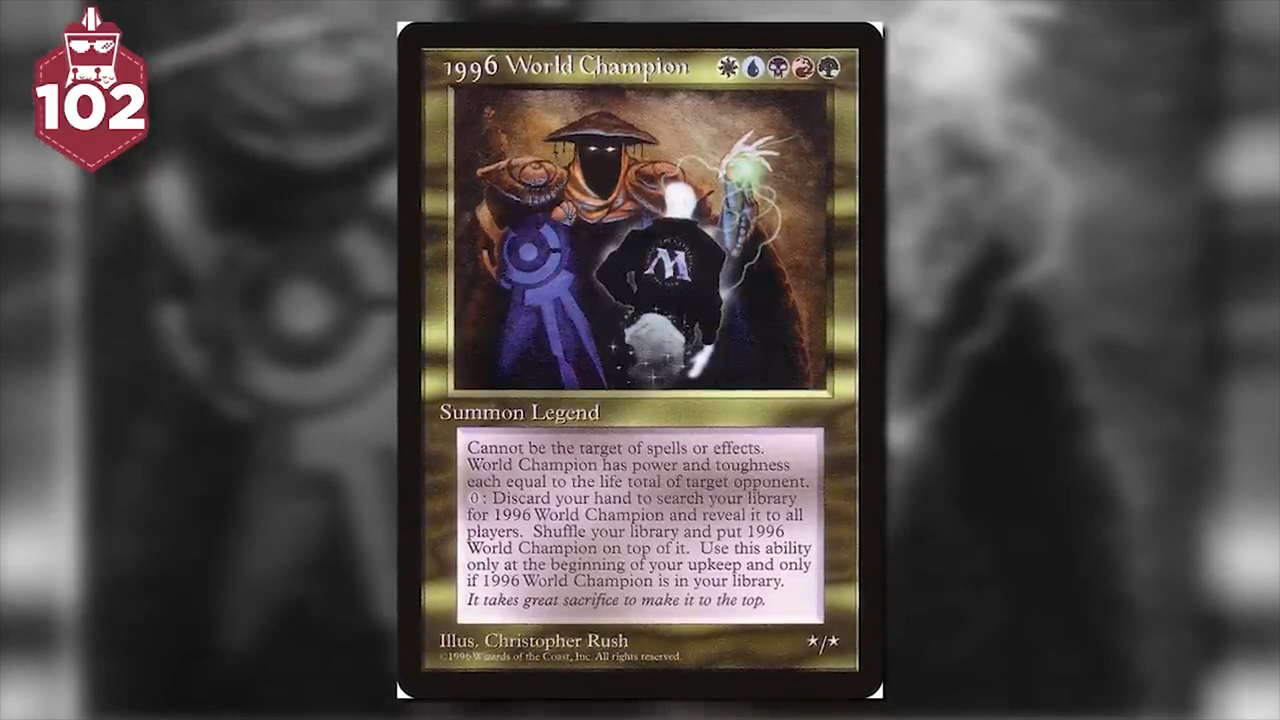 102
1996 World Champion
M
Summon Legend
Cannot be the target of spells or effects.
World Champion has power and toughness
each equal to the life total of target opponent.
0: Discard your hand to search your library
for 1996 World Champion and reveal it to all
players. Shuffle your library and put 1996
World Champion on top of it. Use this ability
only at the beginning of your upkeep and only
if 1996 World Champion is in your library.
It takes great sacrifice to make it to the top.
Illus. Christopher Rush
*/*
©1996 Wizards of the Coast, Inc. All rights reserved.